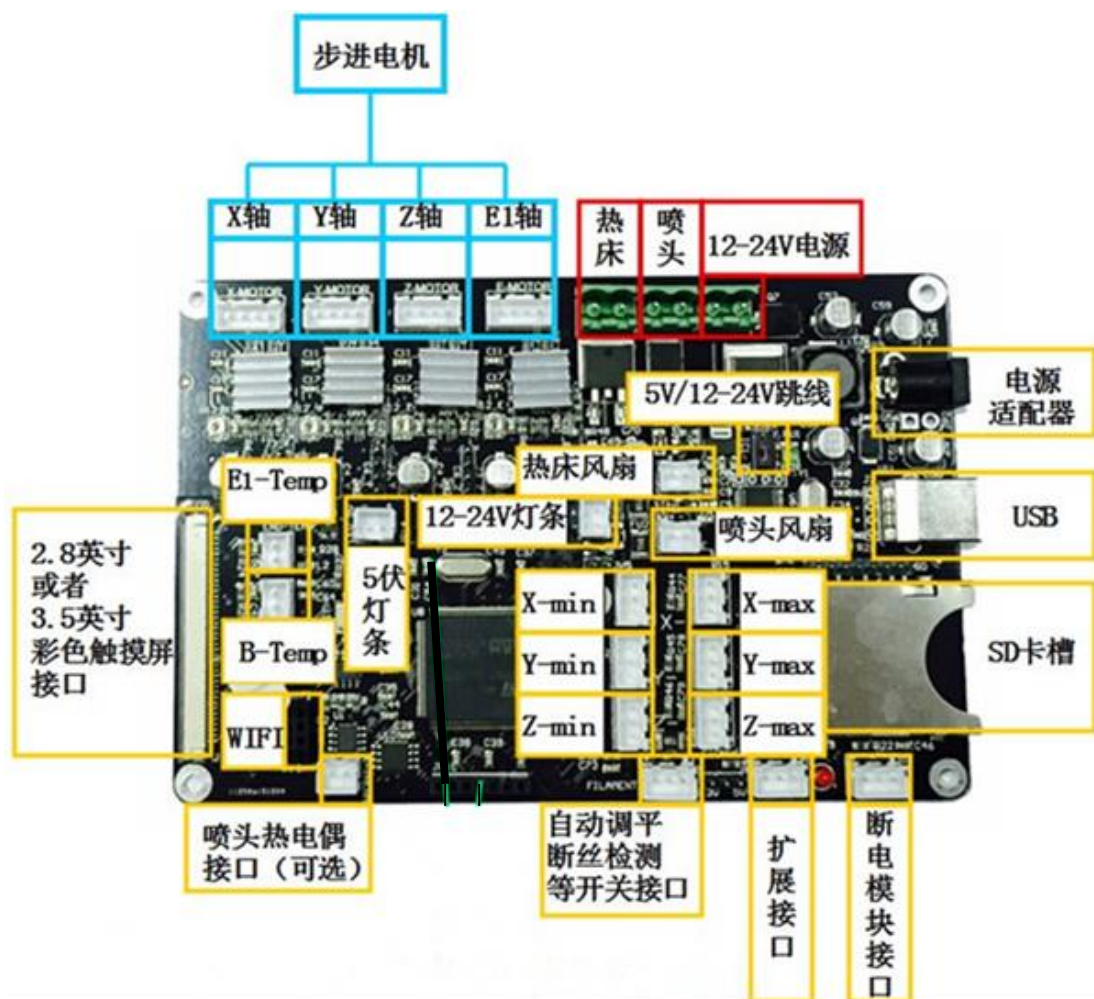 步进电机
X轴
Y轴
Z轴
E1轴
热床
喷头
12-24V电源
X-MOTOR
Y-MOTOR
Z-MOTOR
E-MOTOR
5V/12-24V跳线
电源
适配器
热床风扇
E1-Temp
12-24V灯条
喷头风扇
USB
2.8英寸
或者
3.5英寸
彩色触摸屏
接口
5伏灯条
B-Temp
WIFI
X-min
X-max
Y-min
Y-max
Z-min
Z-max
SD卡槽
FILAMENT
喷头热电偶
接口（可选）
自动调平
断丝检测
等开关接口
扩展接口
断电模块接口